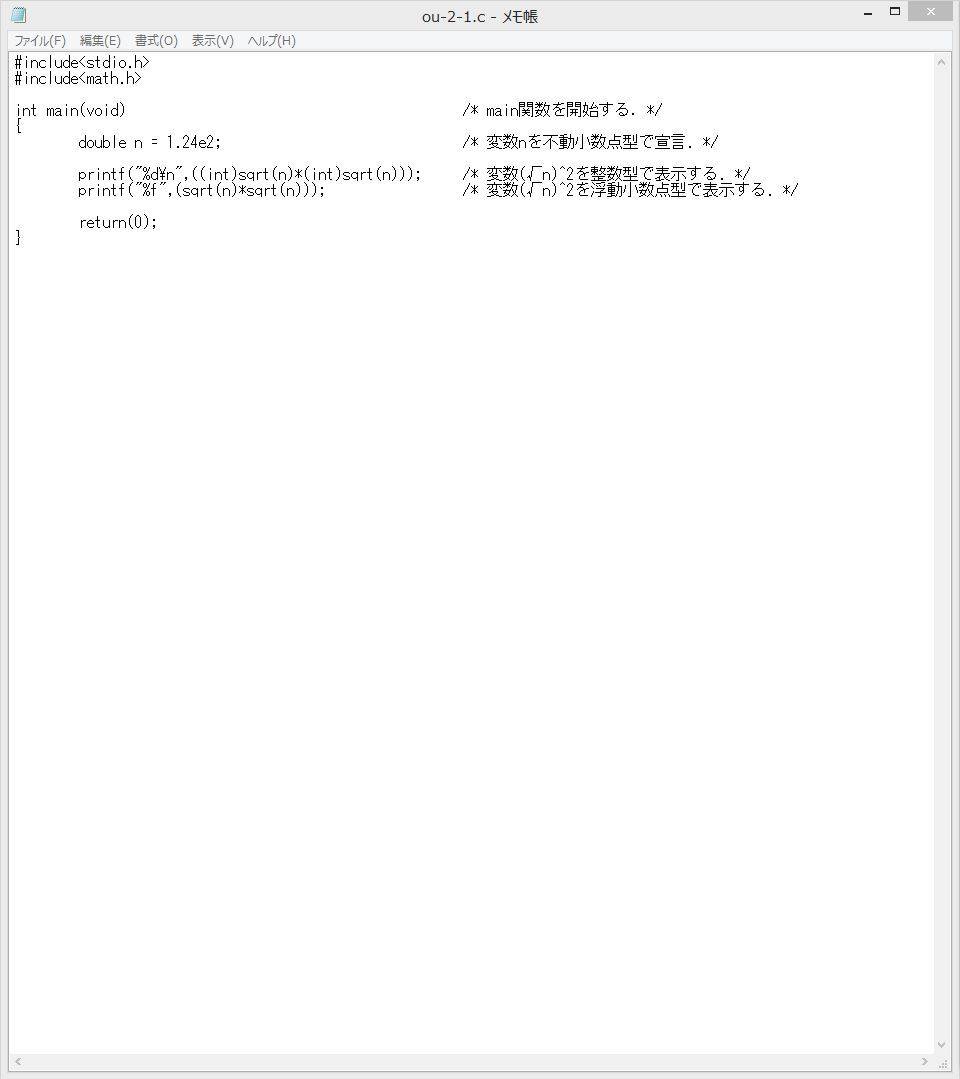 ou-2-1.c - メモ帳
ファイル(F) 編集(E) 書式(O) 表示(V) ヘルプ(H)
#include<stdio.h>
#include<math.h>
int main(void) /* main関数を開始する. */
{
double n = 1.24e2; /* 変数nを不動小数点型で宣言. */
printf("%d¥n",((int)sqrt(n)*(int)sqrt(n))); /* 変数(√n)^2を整数型で表示する. */
printf("%f",(sqrt(n)*sqrt(n))); /* 変数(√n)^2を浮動小数点型で表示する. */
return(0);
}